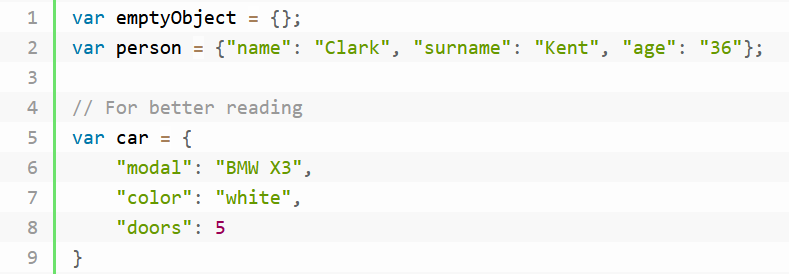 1 var emptyObject = {};
2 var person = {"name": "Clark", "surname": "Kent", "age": "36"};
3
4 // For better reading
5 var car = {
6     "modal": "BMW X3",
7     "color": "white",
8     "doors": 5
9 }